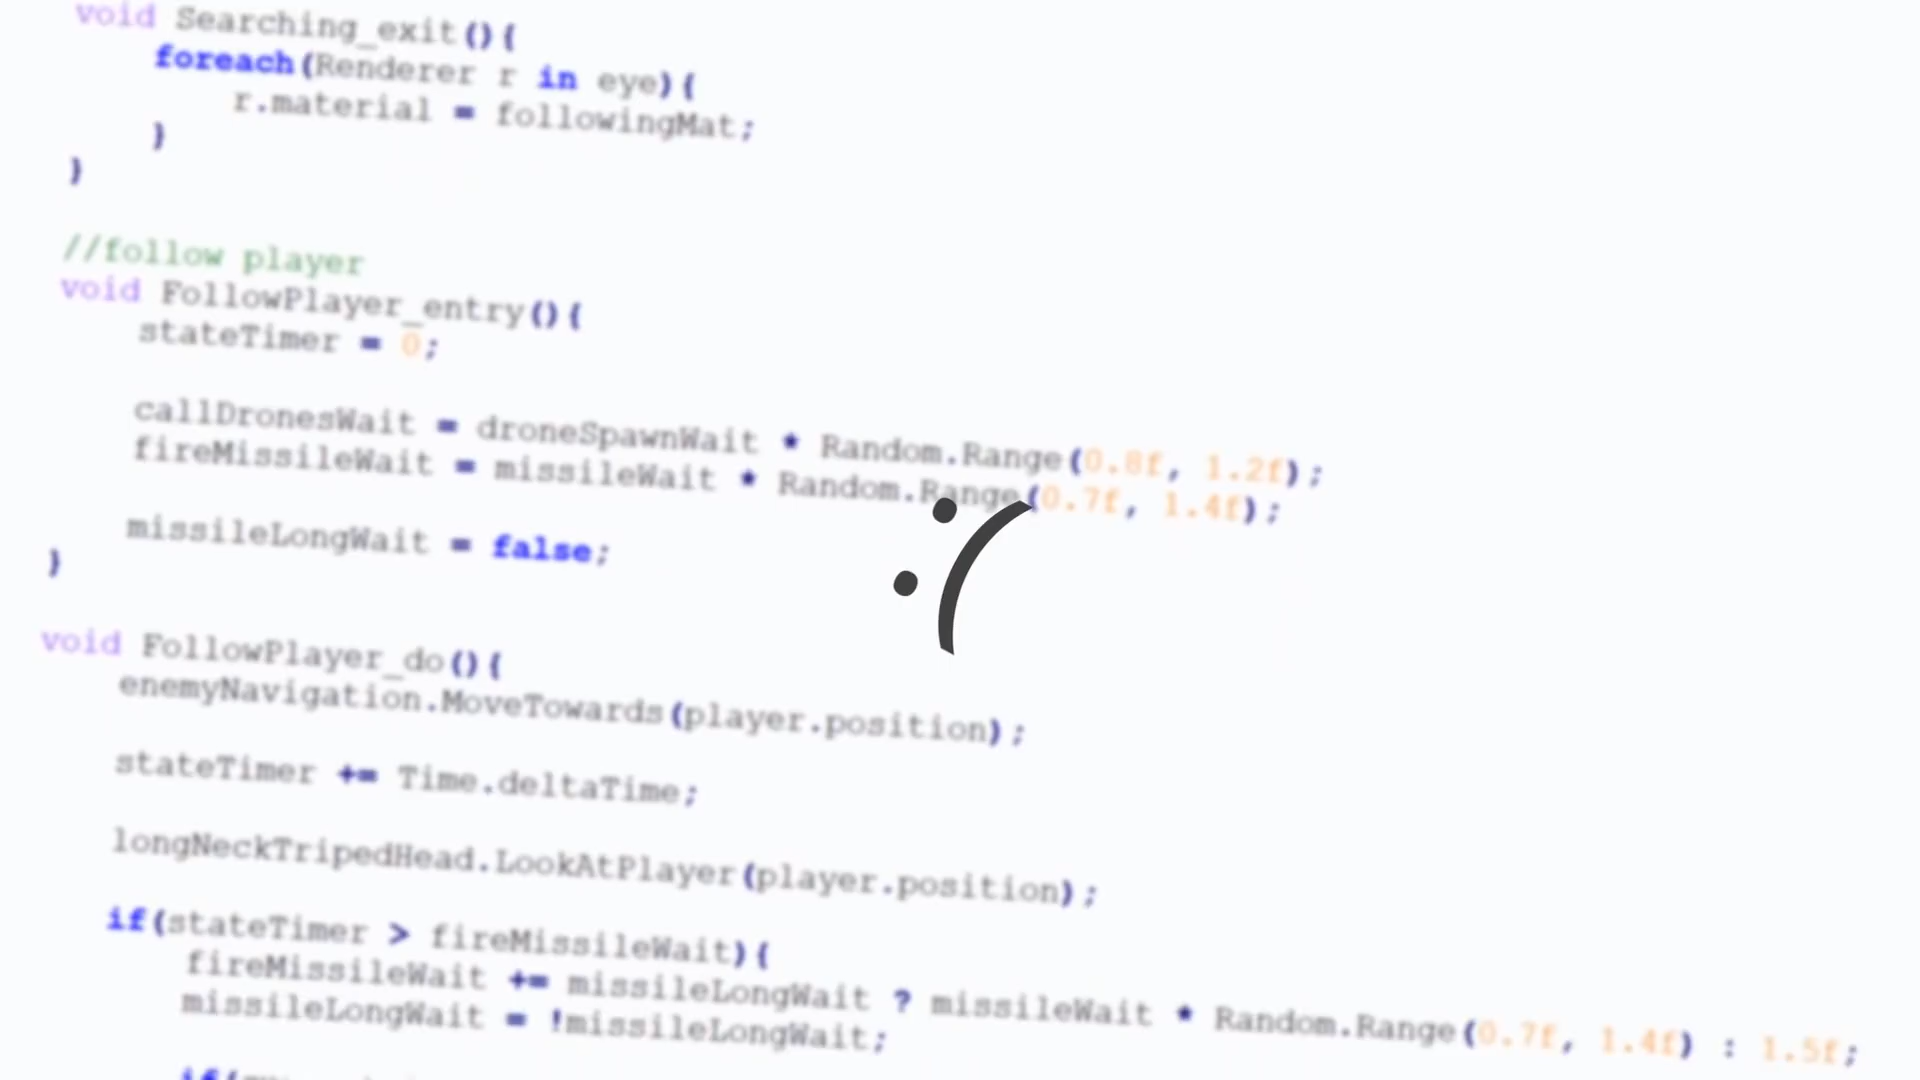 void Searching_exit(){
foreach(Renderer r in eye){
r.material = followingMat;
}
}
//follow player
void FollowPlayer_entry(){
stateTimer = 0;
callDronesWait = droneSpawnWait * Random.Range(0.8f, 1.2f);
fireMissileWait = missileWait * Random.Range(0.7f, 1.4f);
missileLongWait = false;
}
:(
void FollowPlayer_do(){
enemyNavigation.MoveTowards(player.position);
stateTimer += Time.deltaTime;
longNeckTripedHead.LookAtPlayer(player.position);
if(stateTimer > fireMissileWait){
fireMissileWait += missileLongWait ? missileWait * Random.Range(0.7f, 1.4f) : 1.5f;
missileLongWait = !missileLongWait;